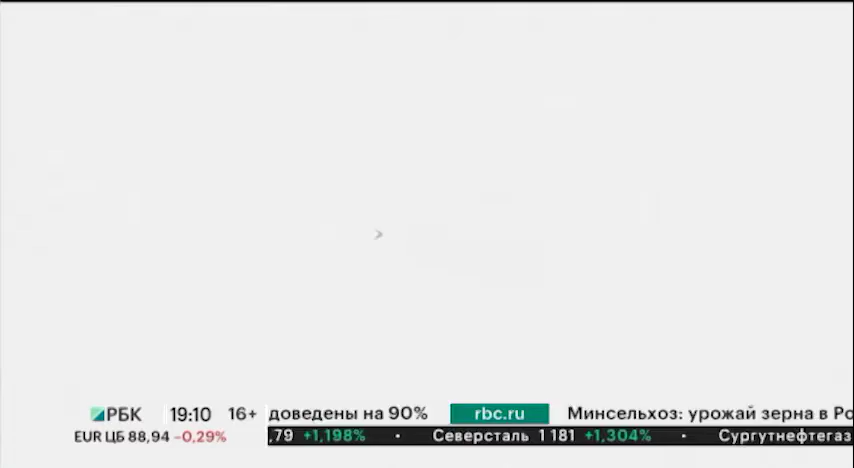 РБК 19:10 16+ доведены на 90% rbc.ru Минсельхоз: урожай зерна в Ро
EUR ЦБ 88,94 −0,29% ,79 +1,198% · Северсталь 1 181 +1,304% · Сургутнефтегаз